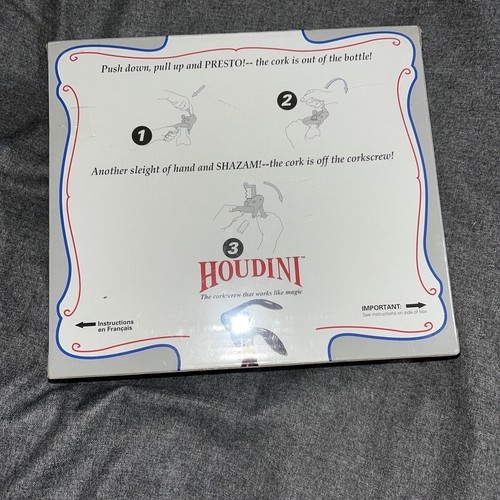 Push down, pull up and PRESTO!-- the cork is out of the bottle!
1
2
Another sleight of hand and SHAZAM!--the cork is off the corkscrew!
3
HOUDINI™
The corkscrew that works like magic
Instructions
en Français
IMPORTANT:
See instructions on side of box